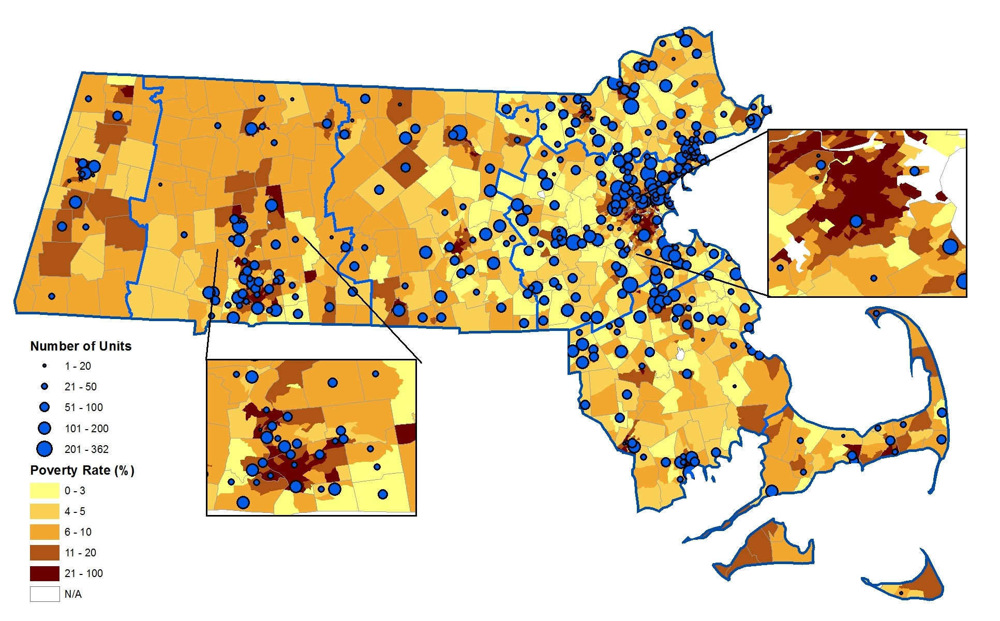 Number of Units
1 - 20
21 - 50
51 - 100
101 - 200
201 - 362
Poverty Rate (%)
0 - 3
4 - 5
6 - 10
11 - 20
21 - 100
N/A